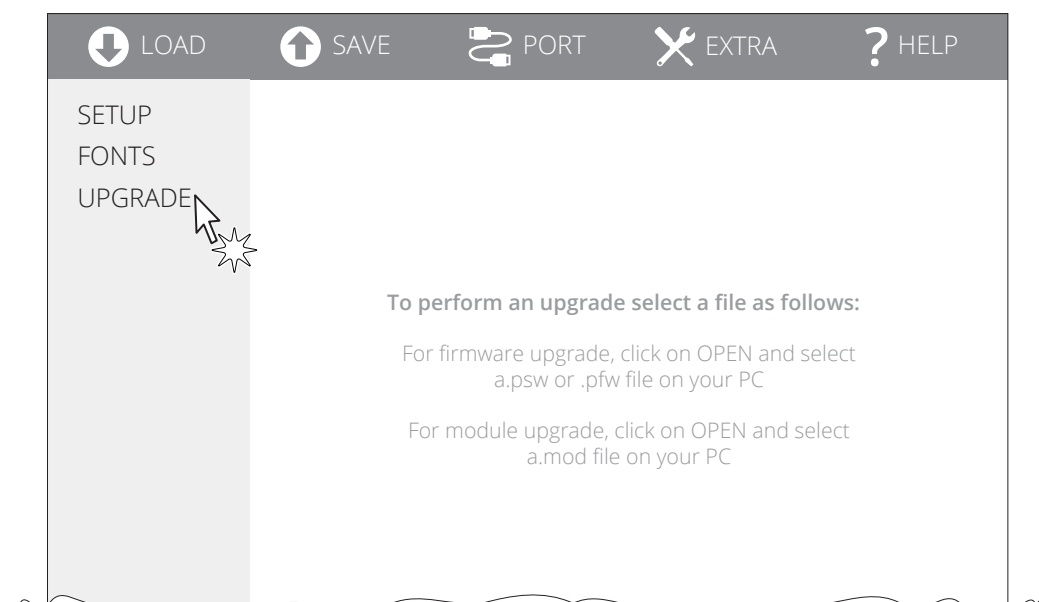 LOAD SAVE PORT EXTRA ? HELP
SETUP
FONTS
UPGRADE
To perform an upgrade select a file as follows:
For firmware upgrade, click on OPEN and select
a.psw or .pfw file on your PC
For module upgrade, click on OPEN and select
a.mod file on your PC